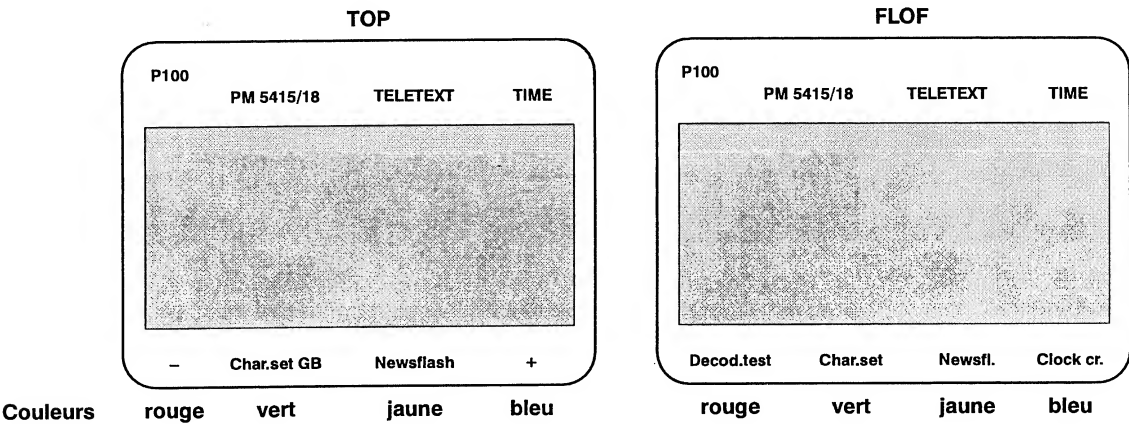 TOP
P100
PM 5415/18 TELETEXT TIME
– Char.set GB Newsflash +
FLOF
P100
PM 5415/18 TELETEXT TIME
Decod.test Char.set Newsfl. Clock cr.
Couleurs rouge vert jaune bleu rouge vert jaune bleu